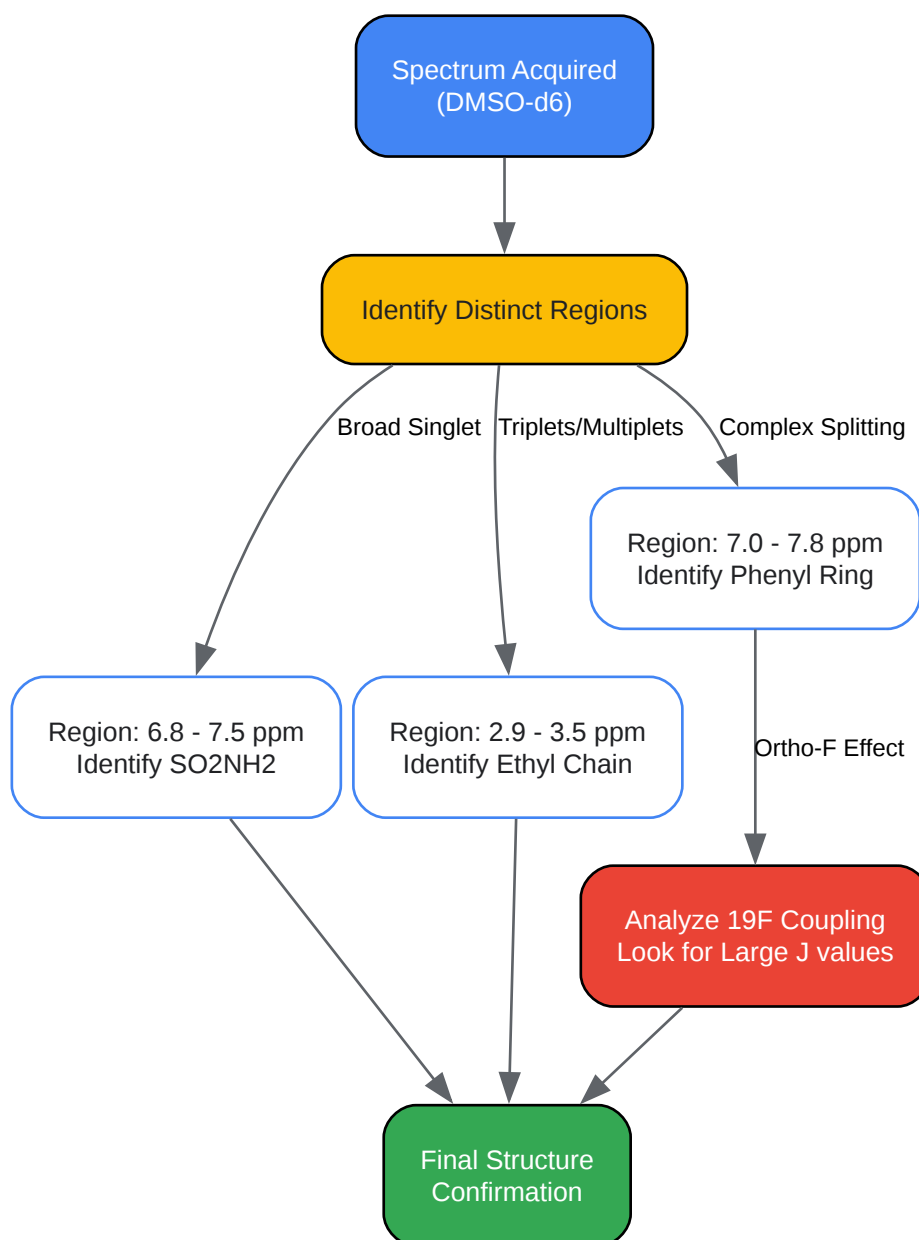 Spectrum Acquired
(DMSO-d6)
Identify Distinct Regions
Broad Singlet
Triplets/Multiplets
Complex Splitting
Region: 7.0 - 7.8 ppm
Identify Phenyl Ring
Region: 6.8 - 7.5 ppm
Identify SO2NH2
Region: 2.9 - 3.5 ppm
Identify Ethyl Chain
Ortho-F Effect
Analyze 19F Coupling
Look for Large J values
Final Structure
Confirmation